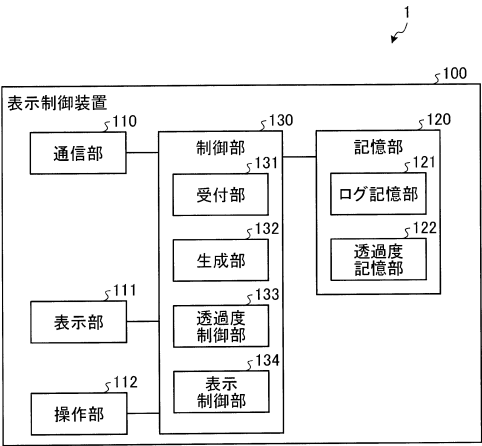 1
100
表示制御装置
110
通信部
130
制御部
131
受付部
132
生成部
133
透過度
制御部
134
表示
制御部
120
記憶部
121
ログ記憶部
122
透過度
記憶部
111
表示部
112
操作部